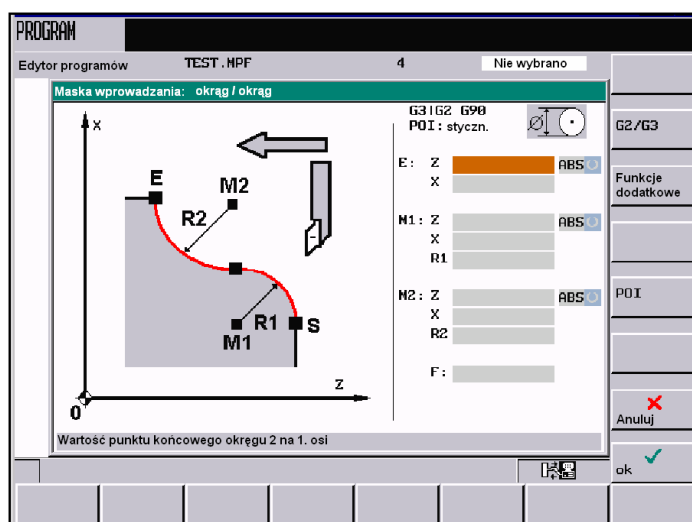 PROGRAM
Edytor programów TEST.MPF 4 Nie wybrano
Maska wprowadzania: okrąg / okrąg
X
E
M2
R2
R1
S
M1
Z
0
G3|G2 G90
POI: styczn.
E: Z ABS
X
M1: Z ABS
X
R1
M2: Z ABS
X
R2
F:
Wartość punktu końcowego okręgu 2 na 1. osi
G2/G3
Funkcje
dodatkowe
POI
Anuluj
ok